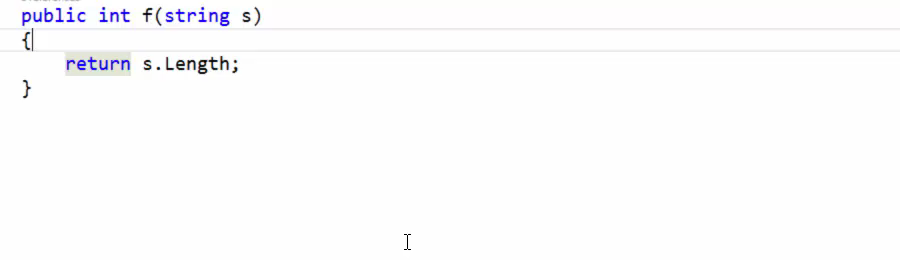 public int f(string s)
{
    return s.Length;
}